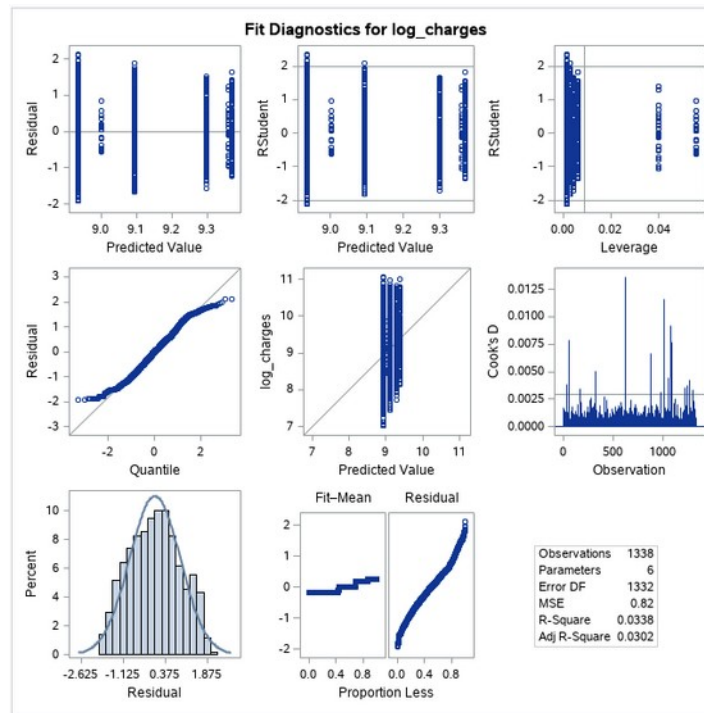 Fit Diagnostics for log_charges
Residual
2
1
0
-1
-2
9.0 9.1 9.2 9.3
Predicted Value
RStudent
2
1
0
-1
-2
9.0 9.1 9.2 9.3
Predicted Value
RStudent
2
1
0
-1
-2
0.00 0.02 0.04
Leverage
Residual
3
2
1
0
-1
-2
-3
-2 0 2
Quantile
log_charges
11
10
9
8
7
7 8 9 10 11
Predicted Value
Cook's D
0.0125
0.0100
0.0075
0.0050
0.0025
0.0000
0 500 1000
Observation
Percent
10
8
6
4
2
0
-2.625 -1.125 0.375 1.875
Residual
Fit–Mean Residual
2
1
0
-1
-2
0.0 0.4 0.8 0.0 0.4 0.8
Proportion Less
Observations 1338
Parameters 6
Error DF 1332
MSE 0.82
R-Square 0.0338
Adj R-Square 0.0302